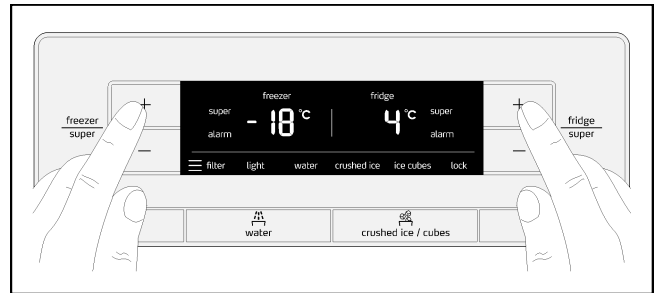 freezer
fridge
super
- 18 °C
4 °C
super
alarm
alarm
filter
light
water
crushed ice
ice cubes
lock
freezer
super
+
−
+
−
fridge
super
water
crushed ice / cubes